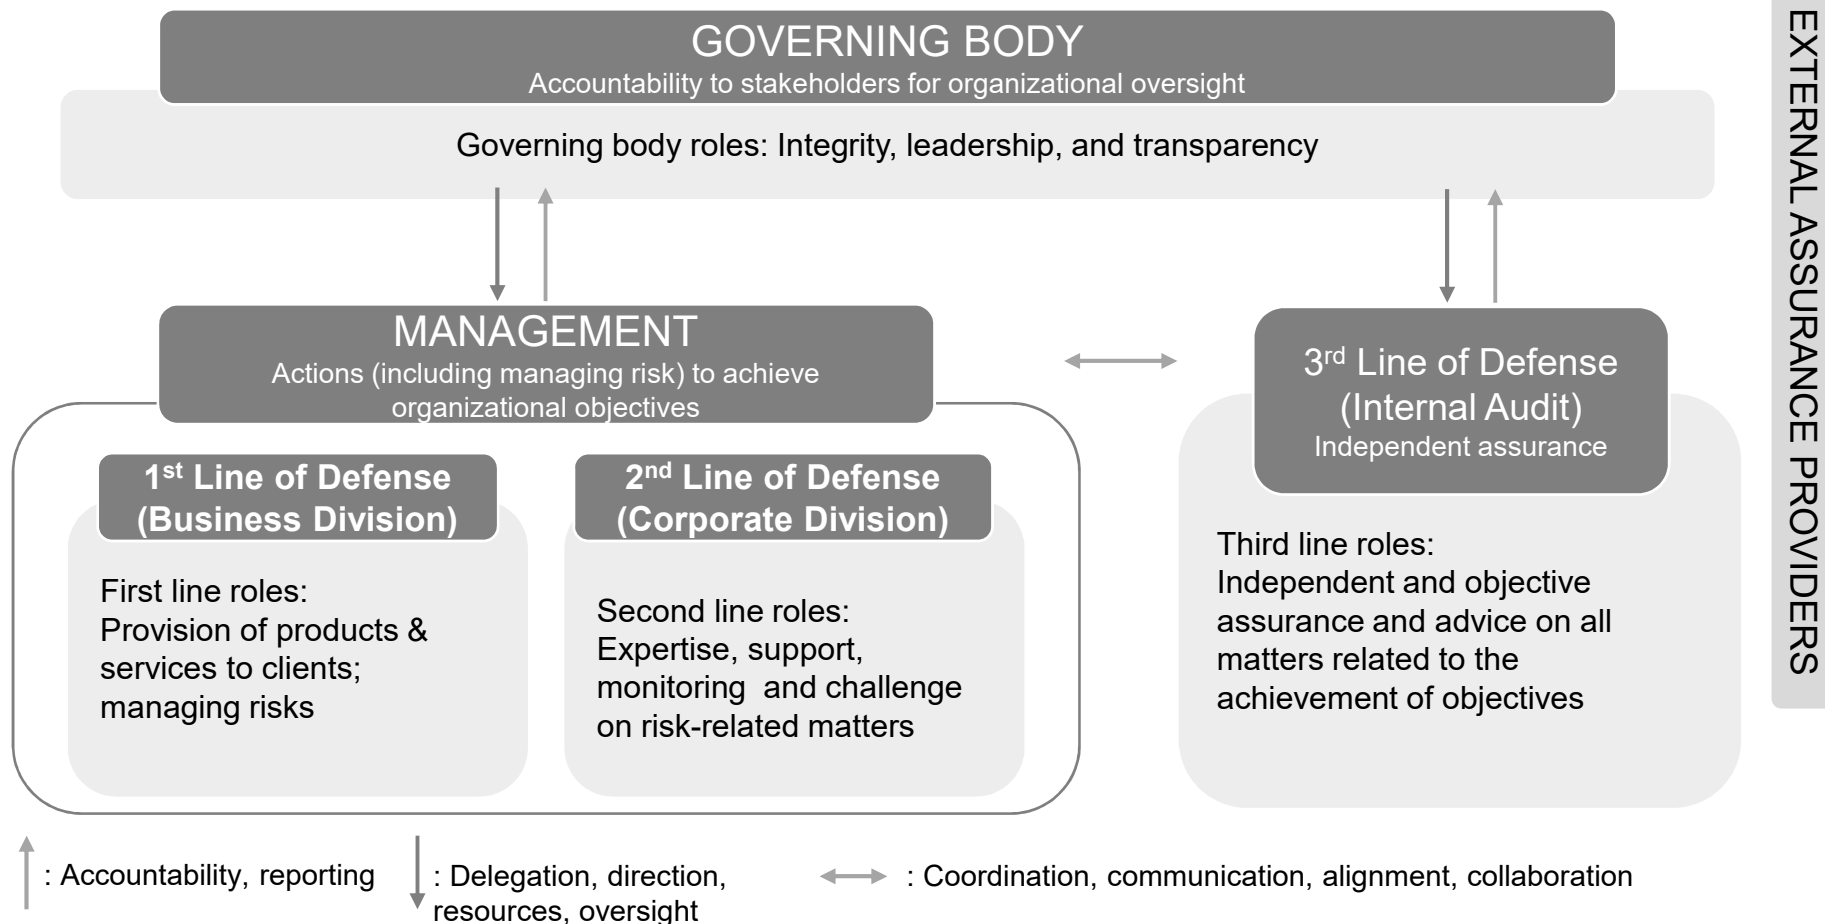 GOVERNING BODY
Accountability to stakeholders for organizational oversight
Governing body roles: Integrity, leadership, and transparency
MANAGEMENT
Actions (including managing risk) to achieve
organizational objectives
1st Line of Defense
(Business Division)
First line roles:
Provision of products &
services to clients;
managing risks
2nd Line of Defense
(Corporate Division)
Second line roles:
Expertise, support,
monitoring  and challenge
on risk-related matters
3rd Line of Defense
(Internal Audit)
Independent assurance
Third line roles:
Independent and objective
assurance and advice on all
matters related to the
achievement of objectives
EXTERNAL ASSURANCE PROVIDERS
: Accountability, reporting
: Delegation, direction,
resources, oversight
: Coordination, communication, alignment, collaboration